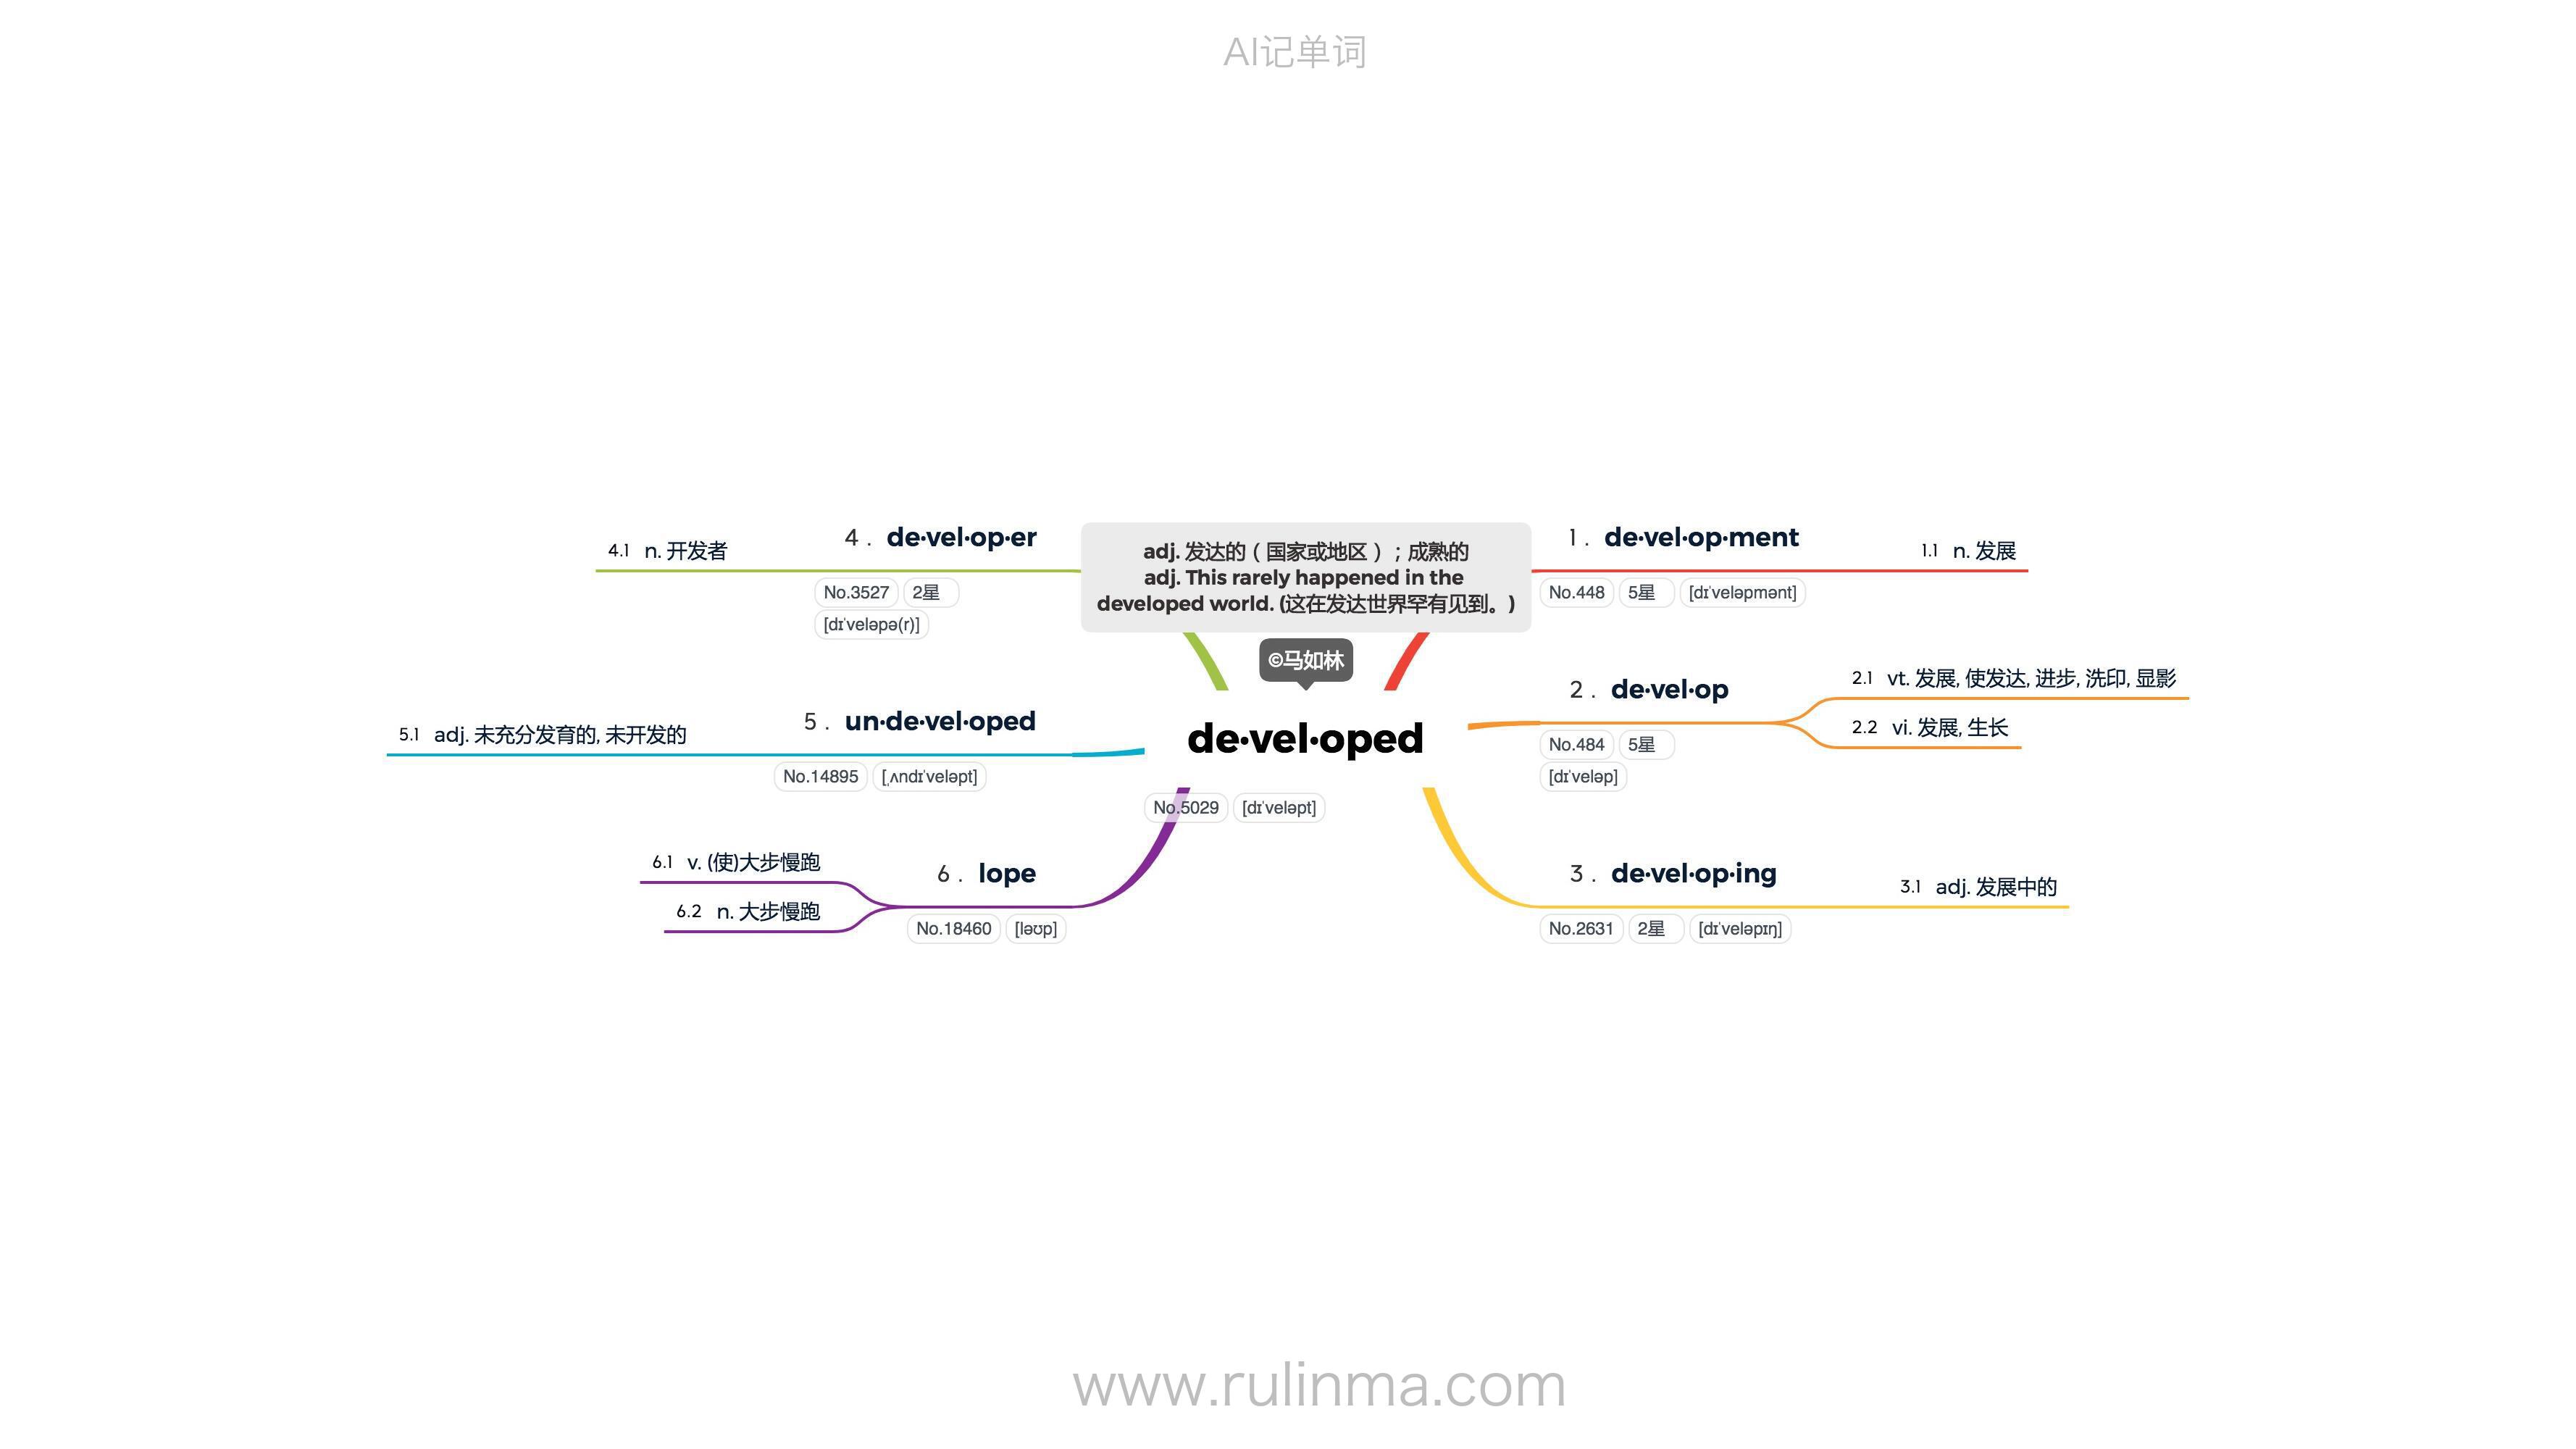 AI记单词
adj. 发达的（国家或地区）；成熟的
adj. This rarely happened in the
developed world. (这在发达世界罕有见到。)
©马如林
de·vel·oped
No.5029 [dɪˈveləpt]
1 . de·vel·op·ment
No.448 5星 [dɪˈveləpmənt]
1.1 n. 发展
2 . de·vel·op
No.484 5星
[dɪˈveləp]
2.1 vt. 发展, 使发达, 进步, 洗印, 显影
2.2 vi. 发展, 生长
3 . de·vel·op·ing
No.2631 2星 [dɪˈveləpɪŋ]
3.1 adj. 发展中的
4 . de·vel·op·er
No.3527 2星
[dɪˈveləpə(r)]
4.1 n. 开发者
5 . un·de·vel·oped
No.14895 [ˌʌndɪˈveləpt]
5.1 adj. 未充分发育的, 未开发的
6 . lope
No.18460 [ləʊp]
6.1 v. (使)大步慢跑
6.2 n. 大步慢跑
www.rulinma.com